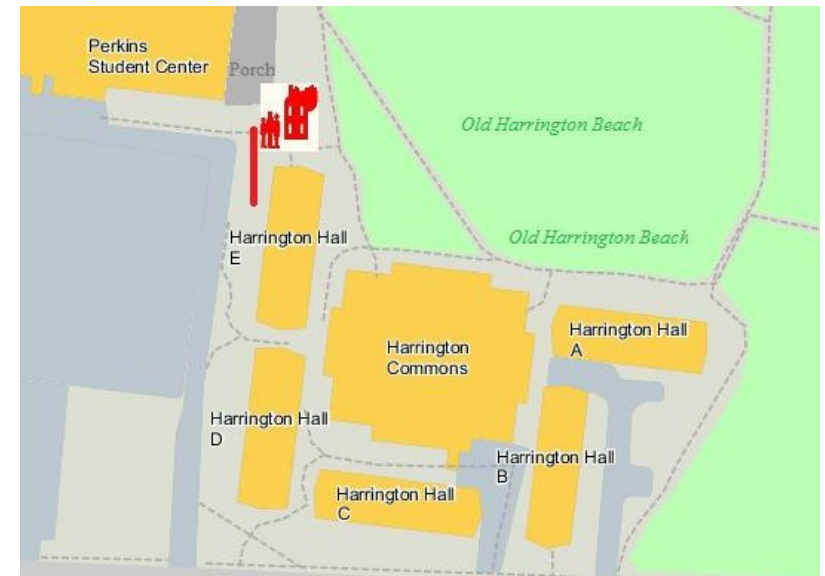 Perkins
Student Center
Porch
Old Harrington Beach
Harrington Hall
E
Old Harrington Beach
Harrington Hall
A
Harrington
Commons
Harrington Hall
D
Harrington Hall
B
Harrington Hall
C